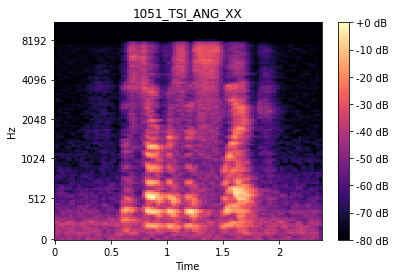 1051_TSI_ANG_XX
8192
4096
2048
1024
512
0
Hz
0
0.5
1
1.5
2
Time
+0 dB
-10 dB
-20 dB
-30 dB
-40 dB
-50 dB
-60 dB
-70 dB
-80 dB